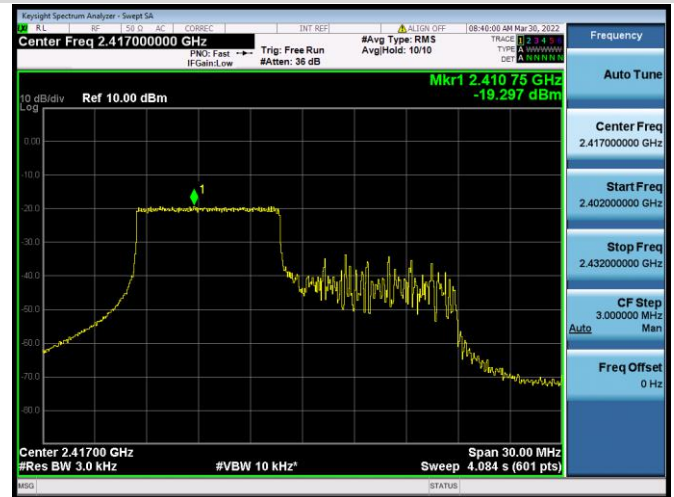 Keysight Spectrum Analyzer - Swept SA
RL RF 50 Ω AC CORREC INT REF ALIGN OFF 08:40:00 AM Mar 30, 2022
Center Freq 2.417000000 GHz
PNO: Fast
IFGain:Low
Trig: Free Run
#Atten: 36 dB
#Avg Type: RMS
Avg|Hold: 10/10
TRACE 1 2 3 4 5 6
TYPE A WWWWW
DET A N N N N N
Mkr1 2.410 75 GHz
-19.297 dBm
10 dB/div Ref 10.00 dBm
Log
0.00
-10.0
-20.0
-30.0
-40.0
-50.0
-60.0
-70.0
-80.0
1
Center 2.41700 GHz
Span 30.00 MHz
#Res BW 3.0 kHz
#VBW 10 kHz*
Sweep 4.084 s (601 pts)
MSG
STATUS
Frequency
Auto Tune
Center Freq
2.417000000 GHz
Start Freq
2.402000000 GHz
Stop Freq
2.432000000 GHz
CF Step
3.000000 MHz
Auto Man
Freq Offset
0 Hz